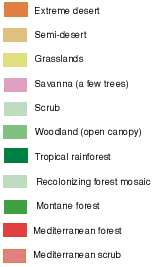 Extreme desert
Semi-desert
Grasslands
Savanna (a few trees)
Scrub
Woodland (open canopy)
Tropical rainforest
Recolonizing forest mosaic
Montane forest
Mediterranean forest
Mediterranean scrub